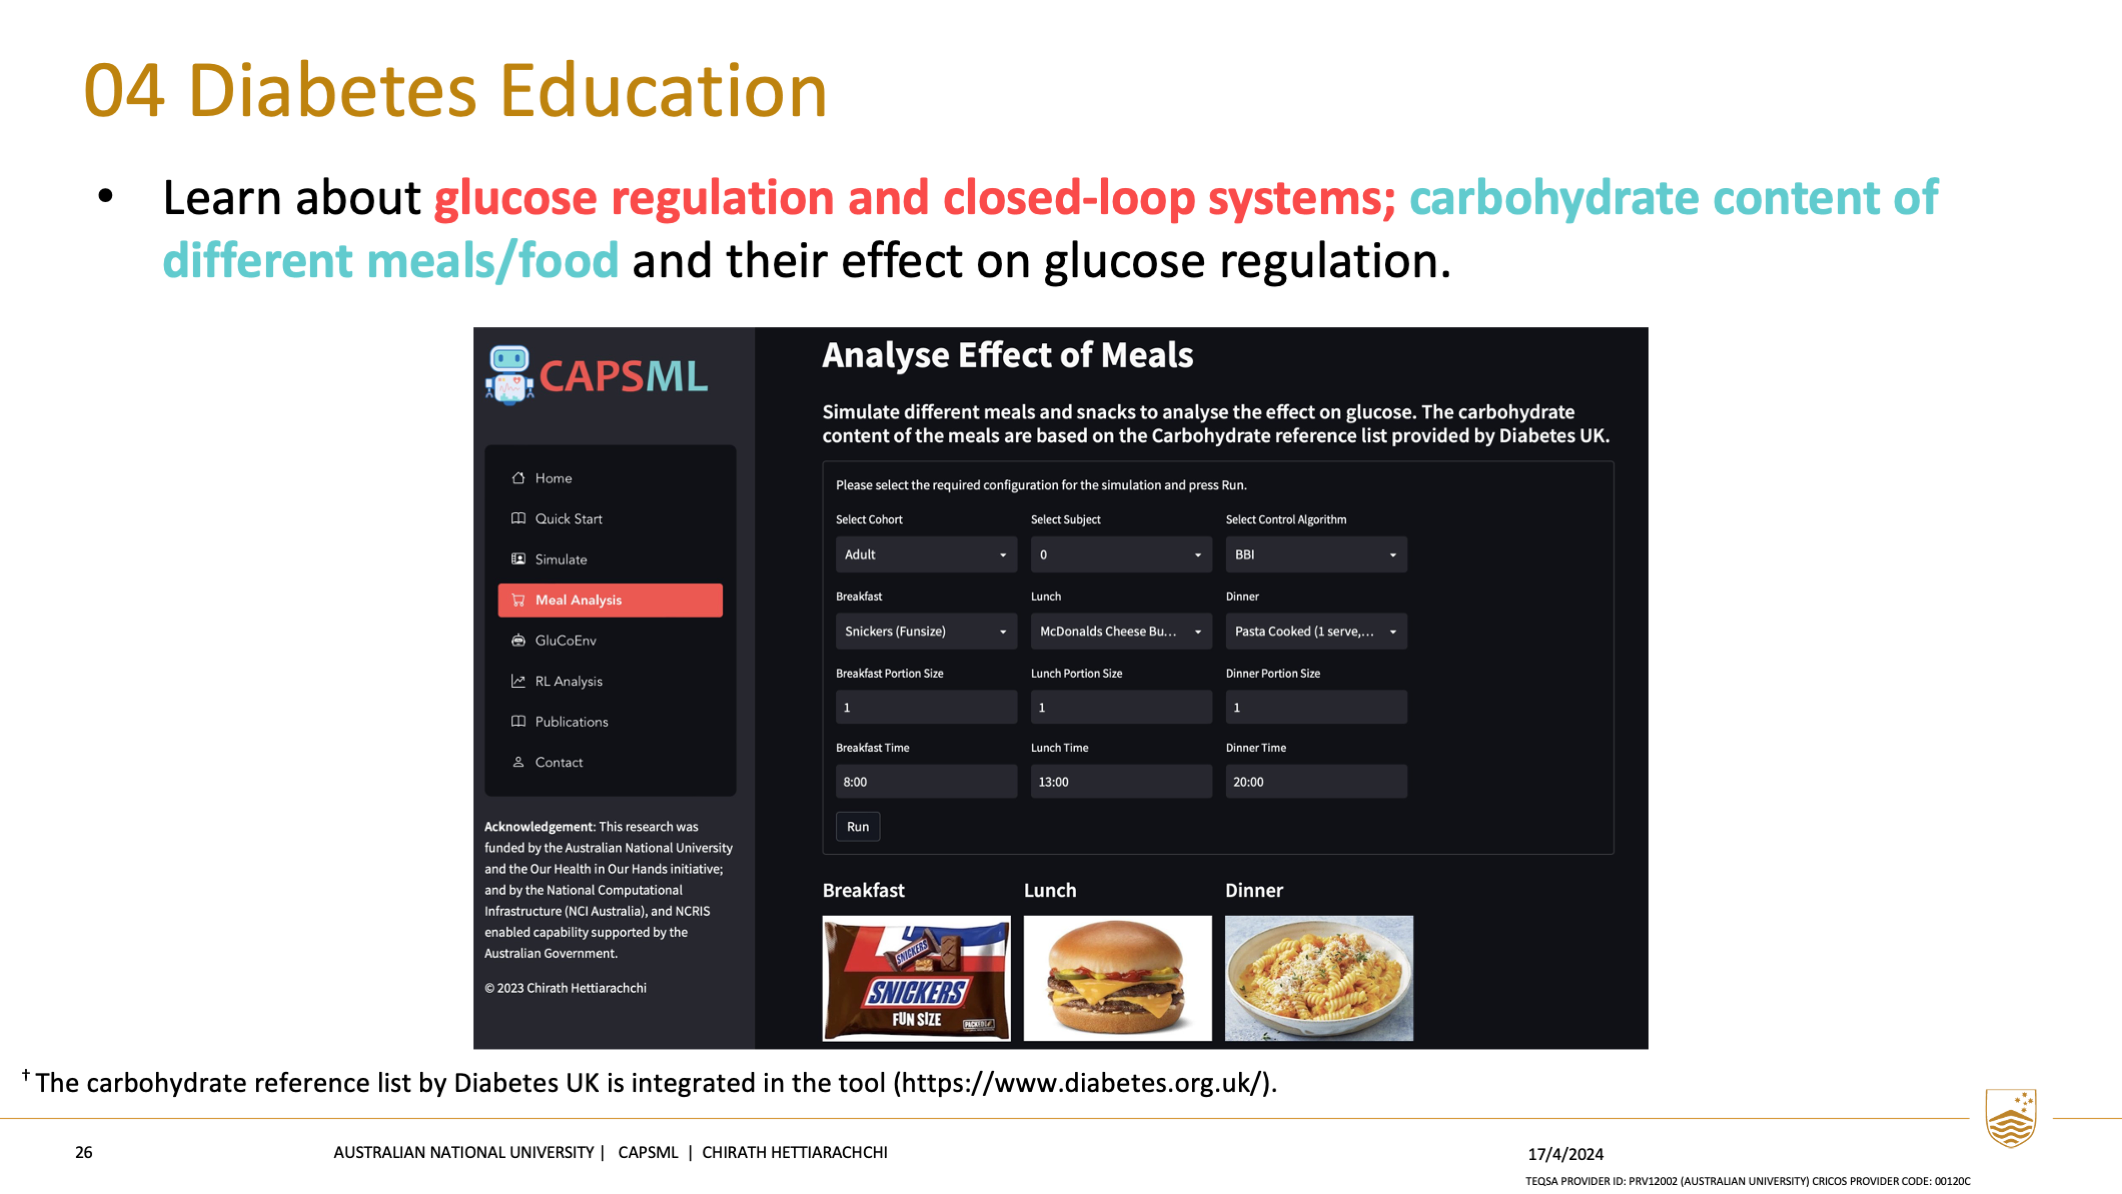 04 Diabetes Education
• Learn about glucose regulation and closed-loop systems; carbohydrate content of
different meals/food and their effect on glucose regulation.
CAPSML
Home
Quick Start
Simulate
Meal Analysis
GluCoEnv
RL Analysis
Publications
Contact
Acknowledgement: This research was
funded by the Australian National University
and the Our Health in Our Hands initiative;
and by the National Computational
Infrastructure (NCI Australia), and NCRIS
enabled capability supported by the
Australian Government.
© 2023 Chirath Hettiarachchi
Analyse Effect of Meals
Simulate different meals and snacks to analyse the effect on glucose. The carbohydrate
content of the meals are based on the Carbohydrate reference list provided by Diabetes UK.
Please select the required configuration for the simulation and press Run.
Select Cohort Select Subject Select Control Algorithm
Adult 0 BBI
Breakfast Lunch Dinner
Snickers (Funsize) McDonalds Cheese Bu... Pasta Cooked (1 serve,...
Breakfast Portion Size Lunch Portion Size Dinner Portion Size
1 1 1
Breakfast Time Lunch Time Dinner Time
8:00 13:00 20:00
Run
Breakfast Lunch Dinner
SNICKERS
SNICKERS
FUN SIZE
† The carbohydrate reference list by Diabetes UK is integrated in the tool (https://www.diabetes.org.uk/).
26 AUSTRALIAN NATIONAL UNIVERSITY | CAPSML | CHIRATH HETTIARACHCHI 17/4/2024
TEQSA PROVIDER ID: PRV12002 (AUSTRALIAN UNIVERSITY) CRICOS PROVIDER CODE: 00120C